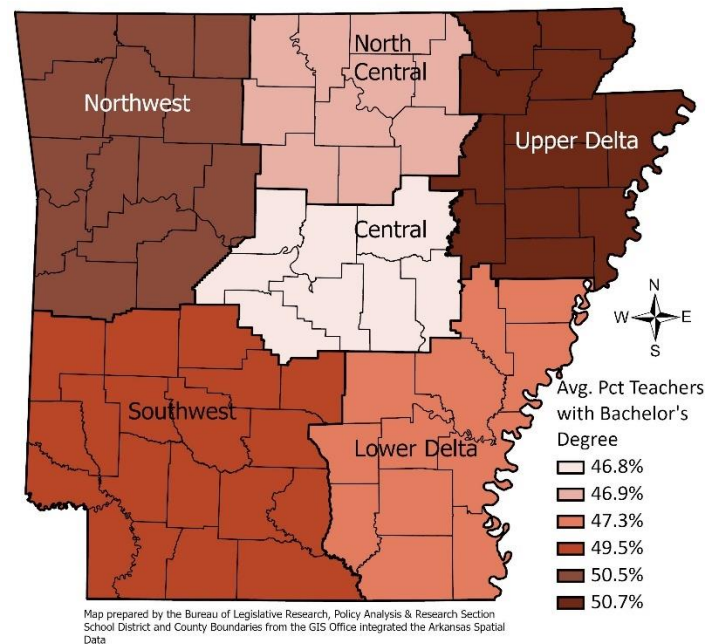 North
Central
Northwest
Upper Delta
Central
N
W E
S
Avg. Pct Teachers
with Bachelor's
Degree
Southwest
Lower Delta
46.8%
46.9%
47.3%
49.5%
50.5%
50.7%
Map prepared by the Bureau of Legislative Research, Policy Analysis & Research Section
School District and County Boundaries from the GIS Office integrated the Arkansas Spatial
Data